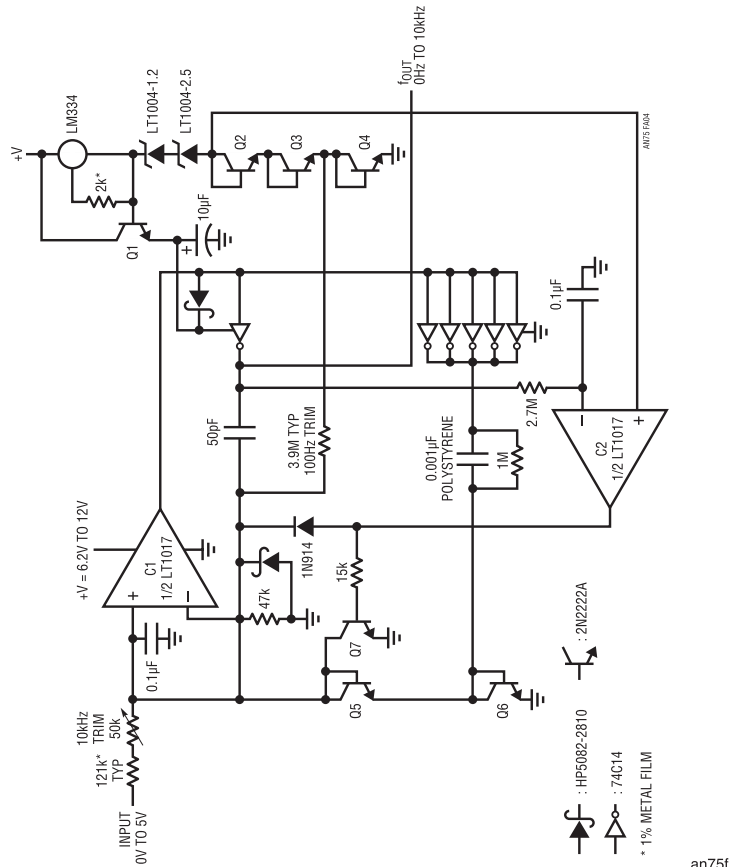 +V
LM334
LT1004-1.2
LT1004-2.5
2k*
Q1
10µF
+
Q2
Q3
Q4
fOUT
0Hz TO 10kHz
AN75 FA04
50pF
3.9M TYP
100Hz TRIM
0.001µF
POLYSTYRENE
1M
2.7M
0.1µF
+V = 6.2V TO 12V
+
–
C1
1/2 LT1017
–
+
C2
1/2 LT1017
0.1µF
47k
1N914
15k
Q7
Q5
Q6
10kHz
TRIM
50k
121k*
TYP
INPUT
0V TO 5V
: HP5082-2810
: 74C14
: 2N2222A
* 1% METAL FILM
an75f